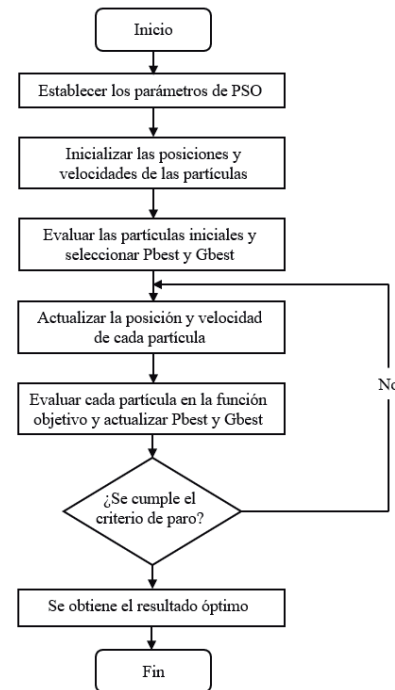 Inicio
Establecer los parámetros de PSO
Inicializar las posiciones y
velocidades de las partículas
Evaluar las partículas iniciales y
seleccionar Pbest y Gbest
Actualizar la posición y velocidad
de cada partícula
Evaluar cada partícula en la función
objetivo y actualizar Pbest y Gbest
No
¿Se cumple el
criterio de paro?
Se obtiene el resultado óptimo
Fin